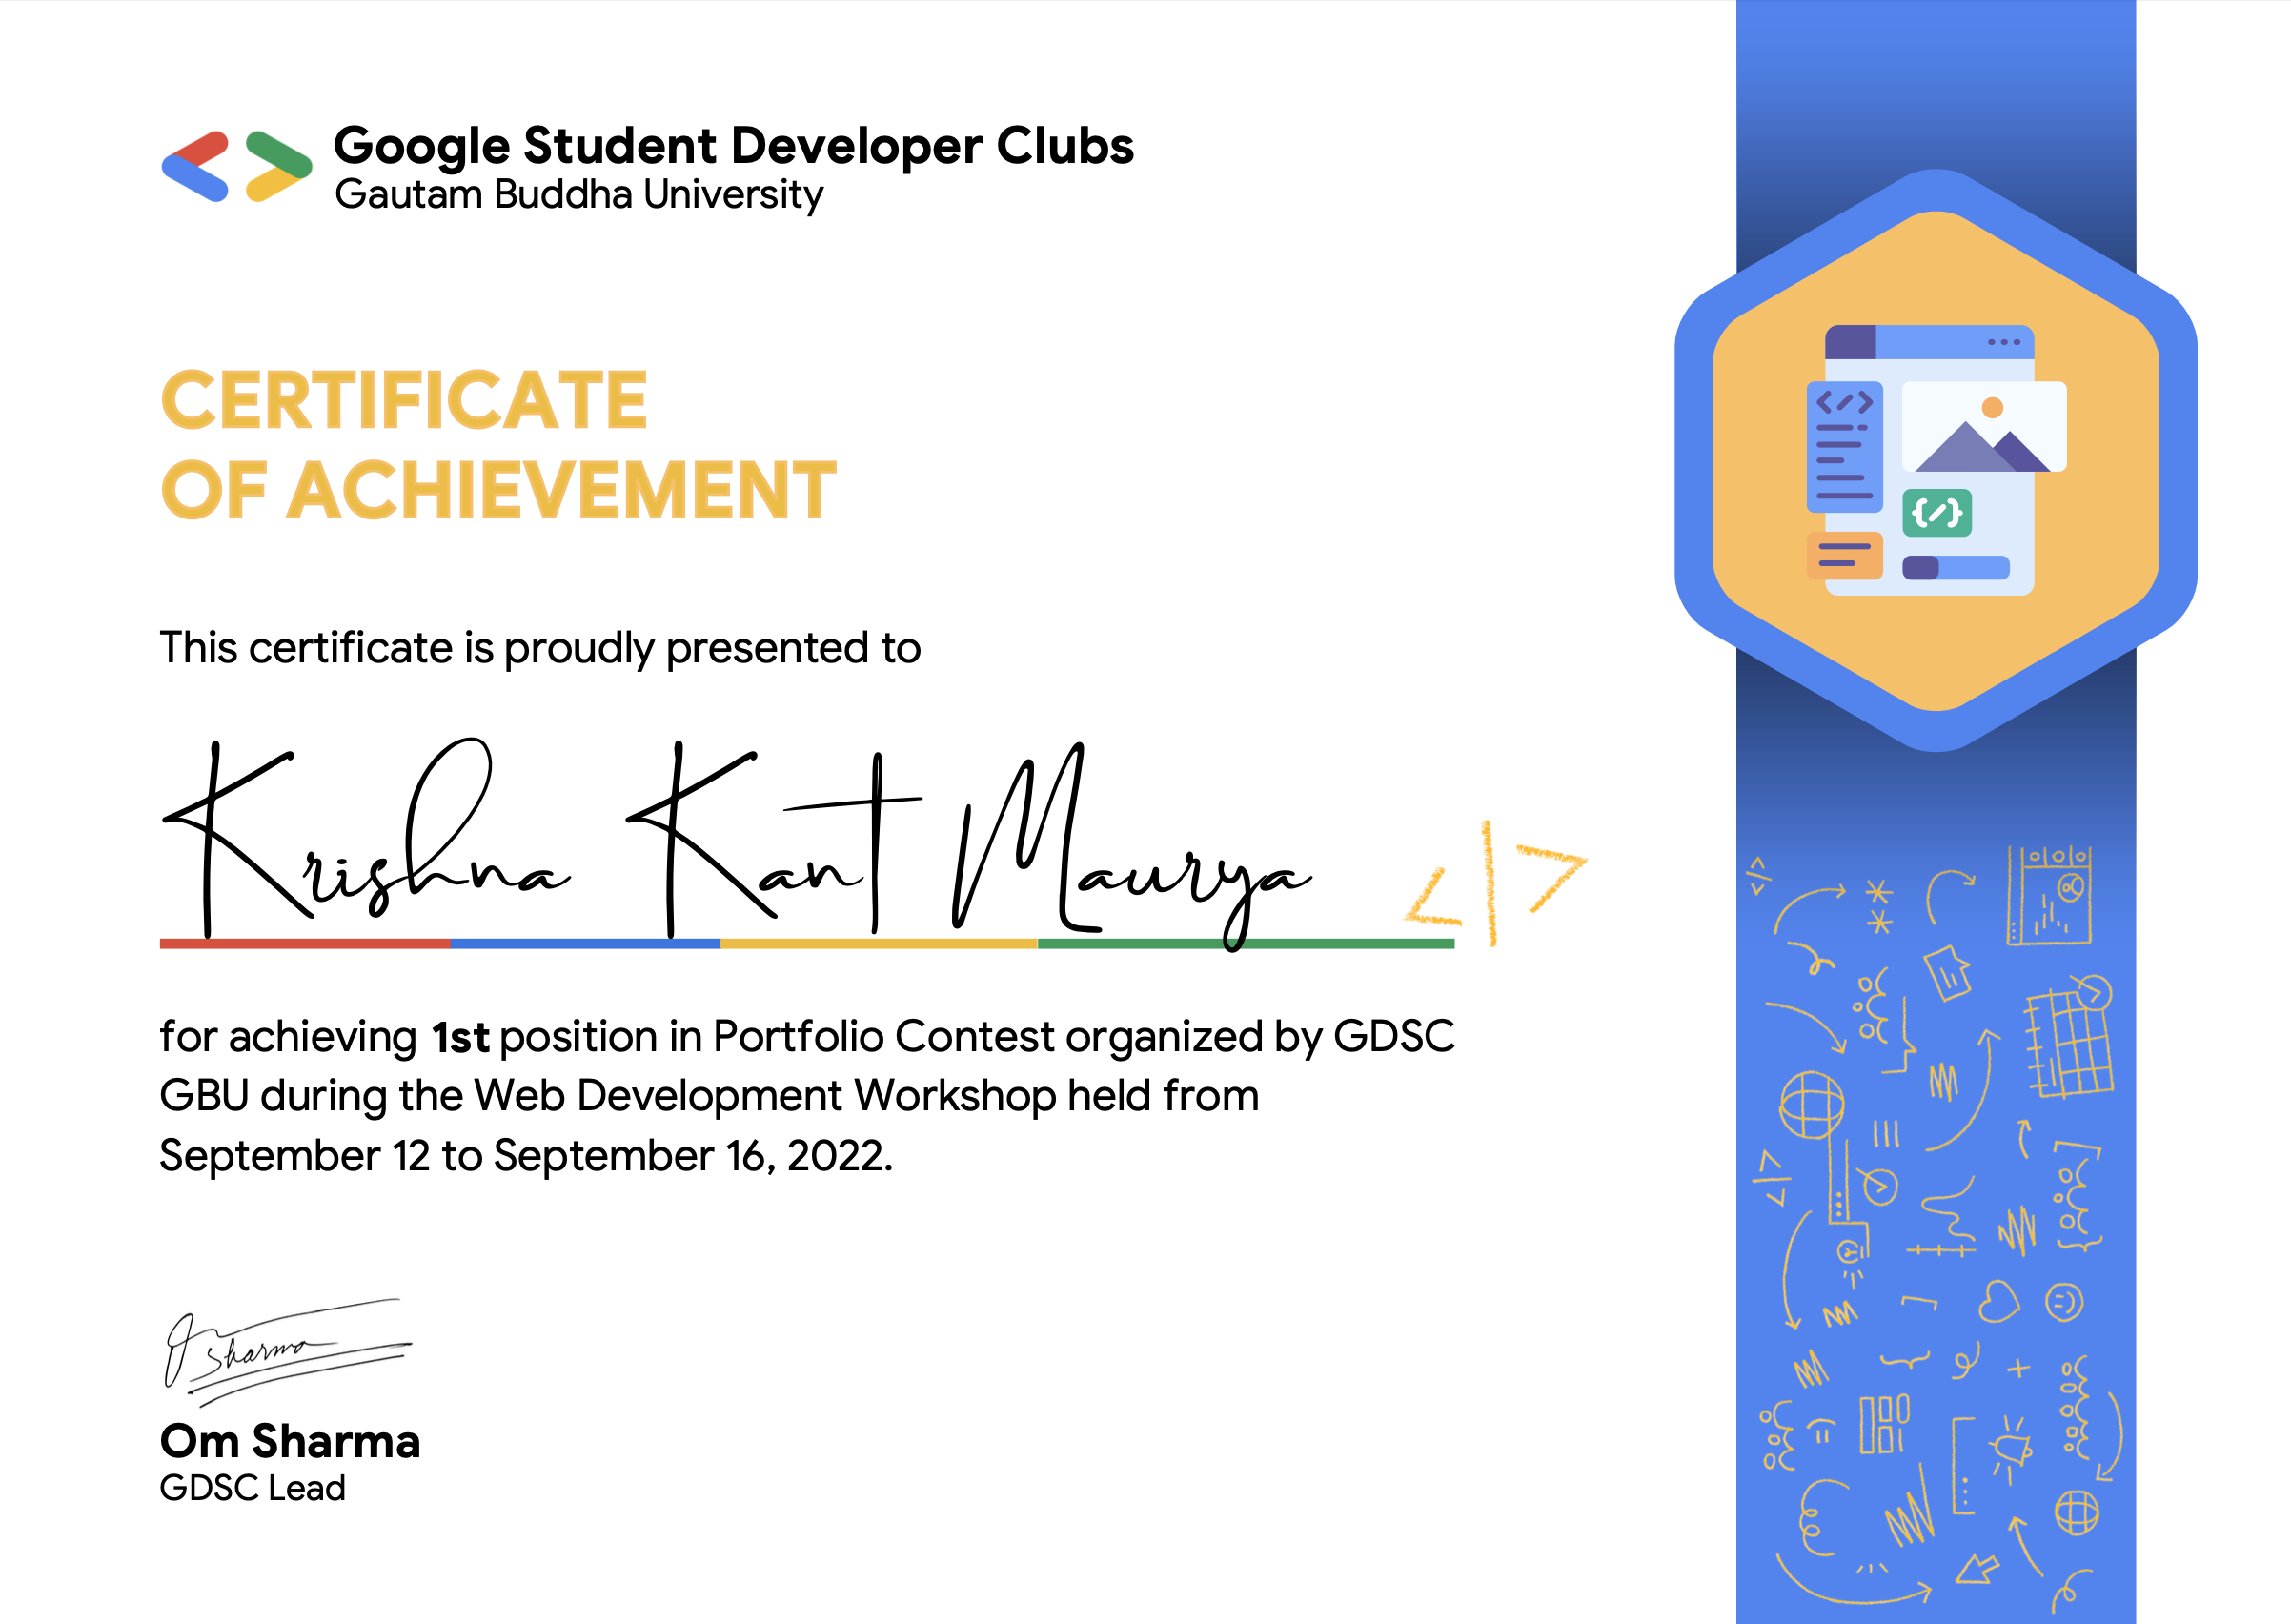 Google Student Developer Clubs
Gautam Buddha University
CERTIFICATE
OF ACHIEVEMENT
This certificate is proudly presented to
Krishna Kant Maurya
</>
for achieving 1st position in Portfolio Contest organized by GDSC
GBU during the Web Development Workshop held from
September 12 to September 16, 2022.
Sharma
Om Sharma
GDSC Lead